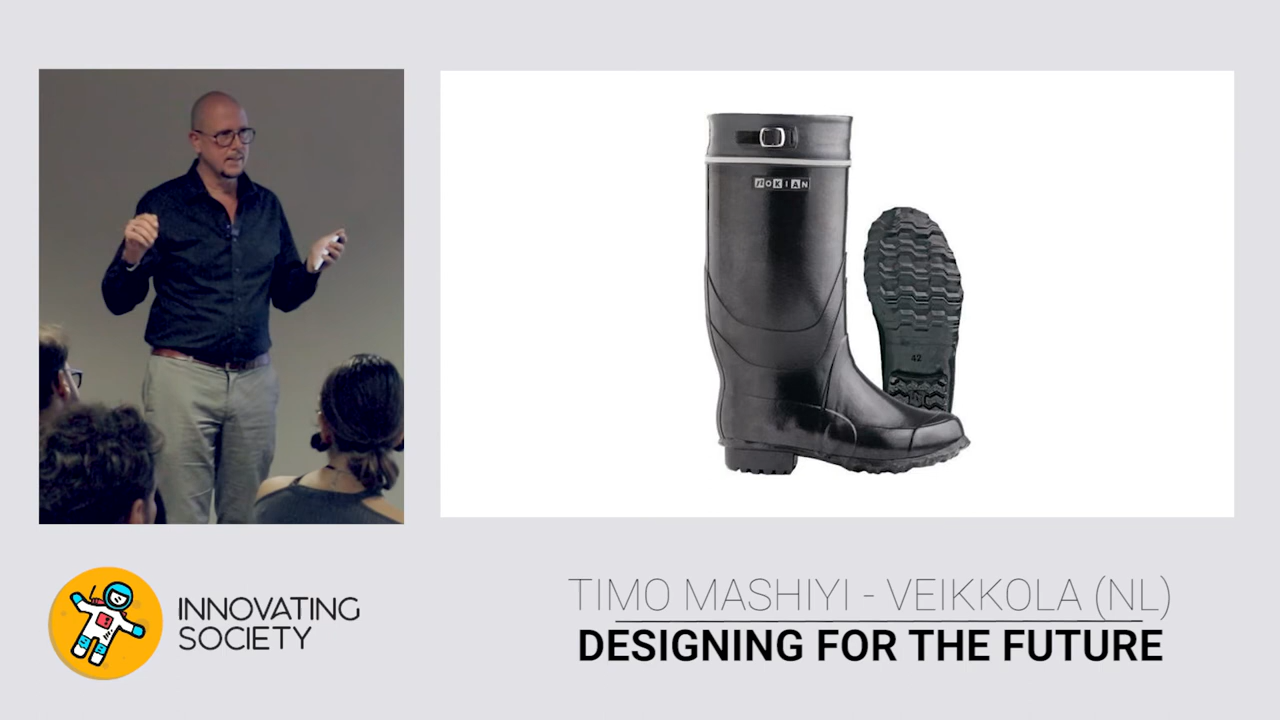 NOKIAN
42
INNOVATING
SOCIETY
TIMO MASHIYI - VEIKKOLA (NL)
DESIGNING FOR THE FUTURE